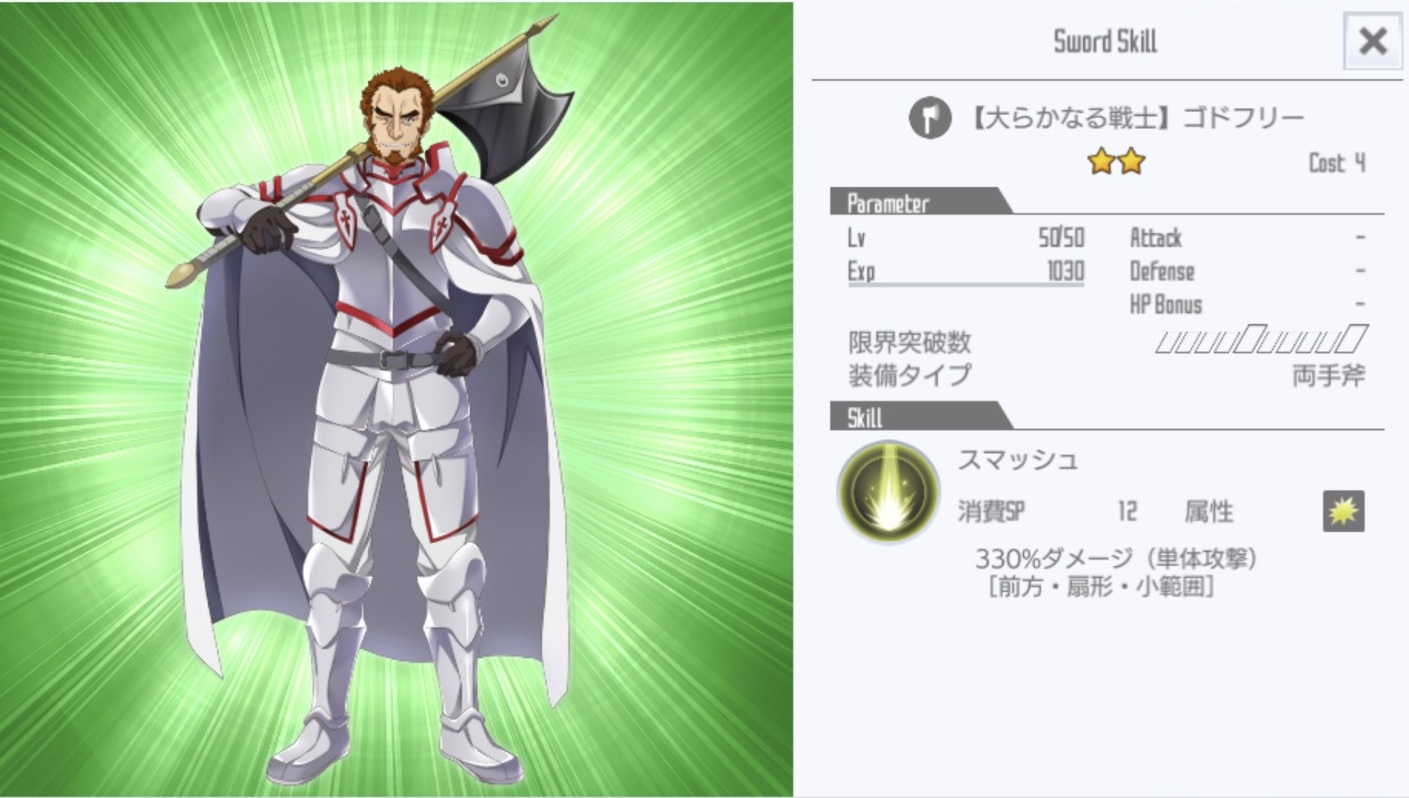 Sword Skill
【大らかなる戦士】ゴドフリー
Cost 4
Parameter
Lv 50/50 Attack -
Exp 1030 Defense -
HP Bonus -
限界突破数
装備タイプ 両手斧
Skill
スマッシュ
消費SP 12 属性
330%ダメージ（単体攻撃）
［前方・扇形・小範囲］